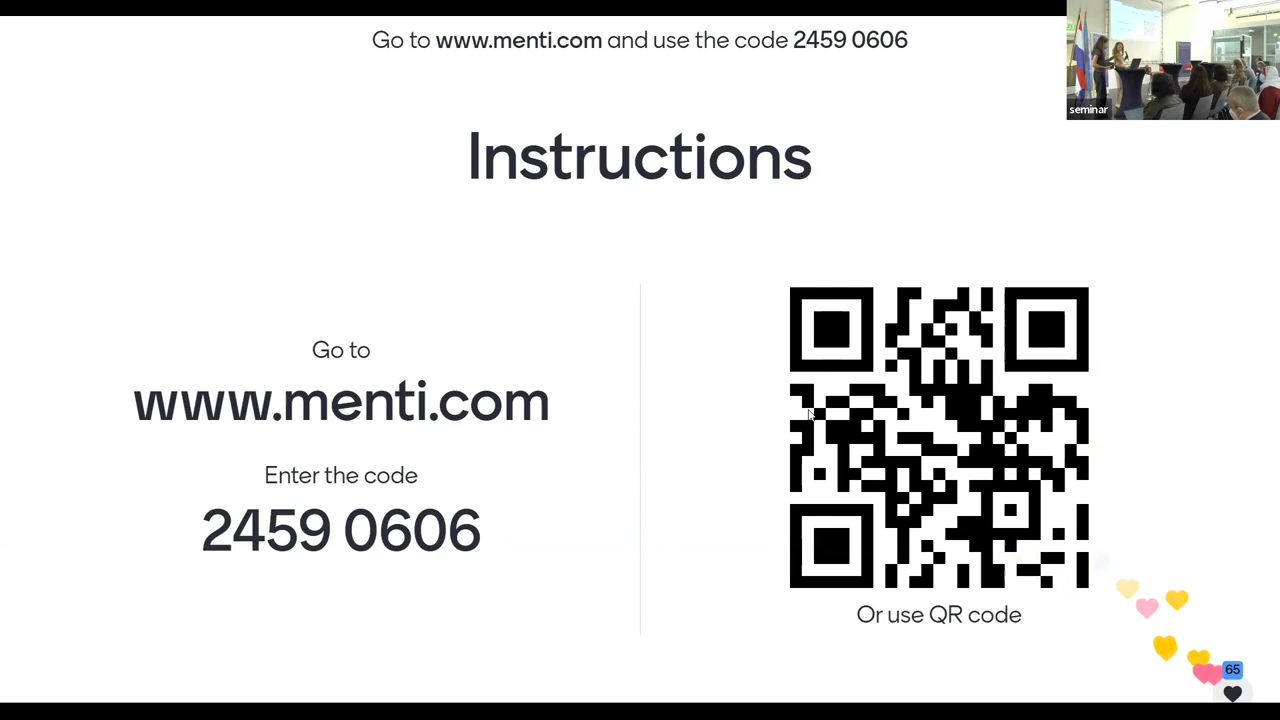 Go to www.menti.com and use the code 2459 0606
seminar
Instructions
Go to
www.menti.com
Enter the code
2459 0606
Or use QR code
65